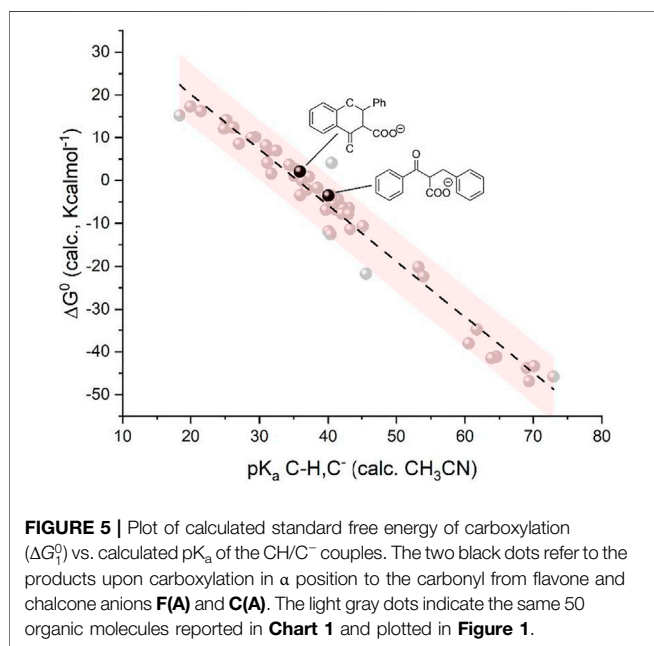 30
20
10
0
-10
-20
-30
-40
-50
ΔG⁰ (calc., Kcalmol⁻¹)
C
Ph
COO⊖
C
O
COO⊖
10 20 30 40 50 60 70 80
pKₐ C-H,C⁻ (calc. CH₃CN)
FIGURE 5 | Plot of calculated standard free energy of carboxylation
(ΔG₁⁰) vs. calculated pKₐ of the CH/C⁻ couples. The two black dots refer to the
products upon carboxylation in α position to the carbonyl from flavone and
chalcone anions F(A) and C(A). The light gray dots indicate the same 50
organic molecules reported in Chart 1 and plotted in Figure 1.